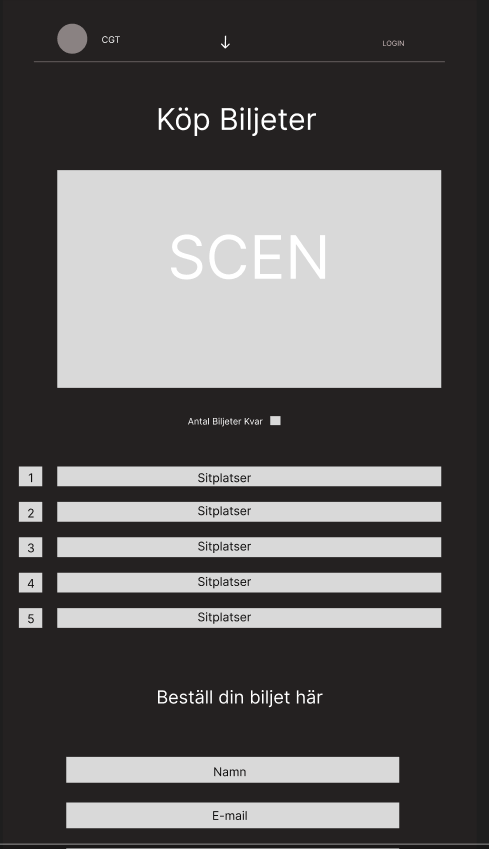 CGT
↓
LOGIN
Köp Biljeter
SCEN
Antal Biljeter Kvar
1 Sitplatser
2 Sitplatser
3 Sitplatser
4 Sitplatser
5 Sitplatser
Beställ din biljet här
Namn
E-mail